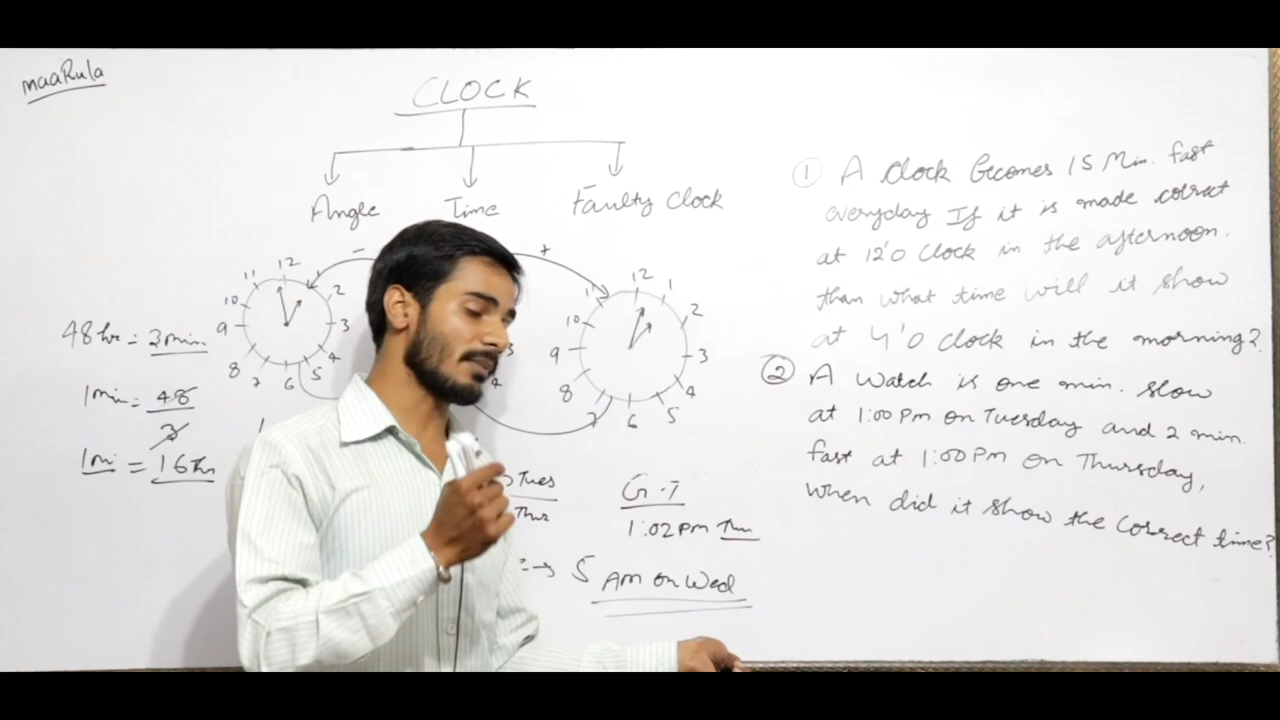 maaRula
CLOCK
Angle Time Faulty Clock
- +
11 12 1 2 3 4 5 6 7 8 9 10
11 12 1 2 3 4 5 6 7 8 9 10
3
4
48 hr = 3 min
1 min = 48
3
1 mi = 16 hr
Tues
Thur
G.T
1:02 pm Thu
5 AM on Wed
① A Clock becomes 15 Min. fast
everyday. If it is made correct
at 12'0 Clock in the afternoon.
than what time will it show
at 4'0 clock in the morning?
② A Watch is one min. slow
at 1:00 Pm on Tuesday and 2 min.
fast at 1:00 Pm on Thursday,
when did it show the correct time?